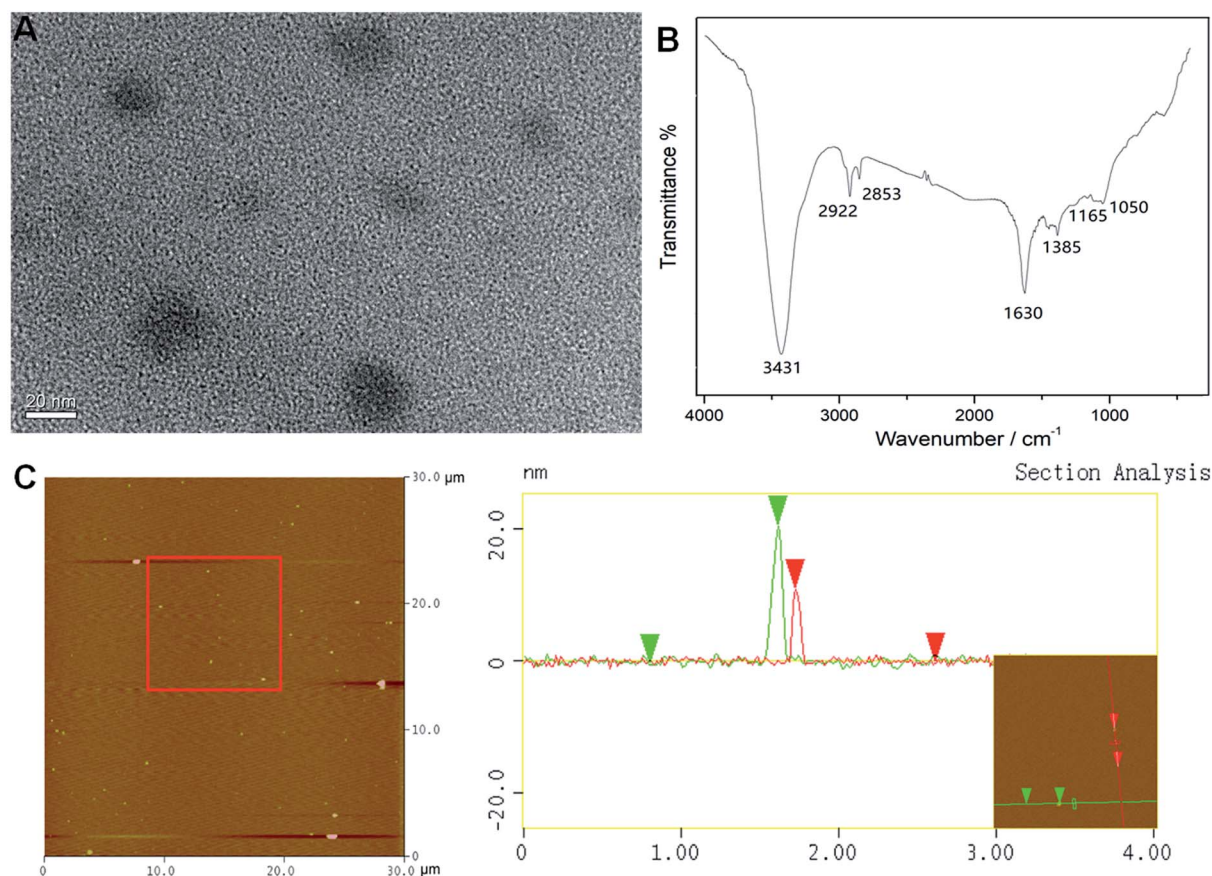 A
20 nm
B
Transmittance %
2922
2853
3431
1630
1385
1165
1050
4000
3000
2000
1000
Wavenumber / cm⁻¹
C
30.0 µm
20.0
10.0
0
0
10.0
20.0
30.0 µm
nm
Section Analysis
20.0
0
-20.0
0
1.00
2.00
3.00
4.00